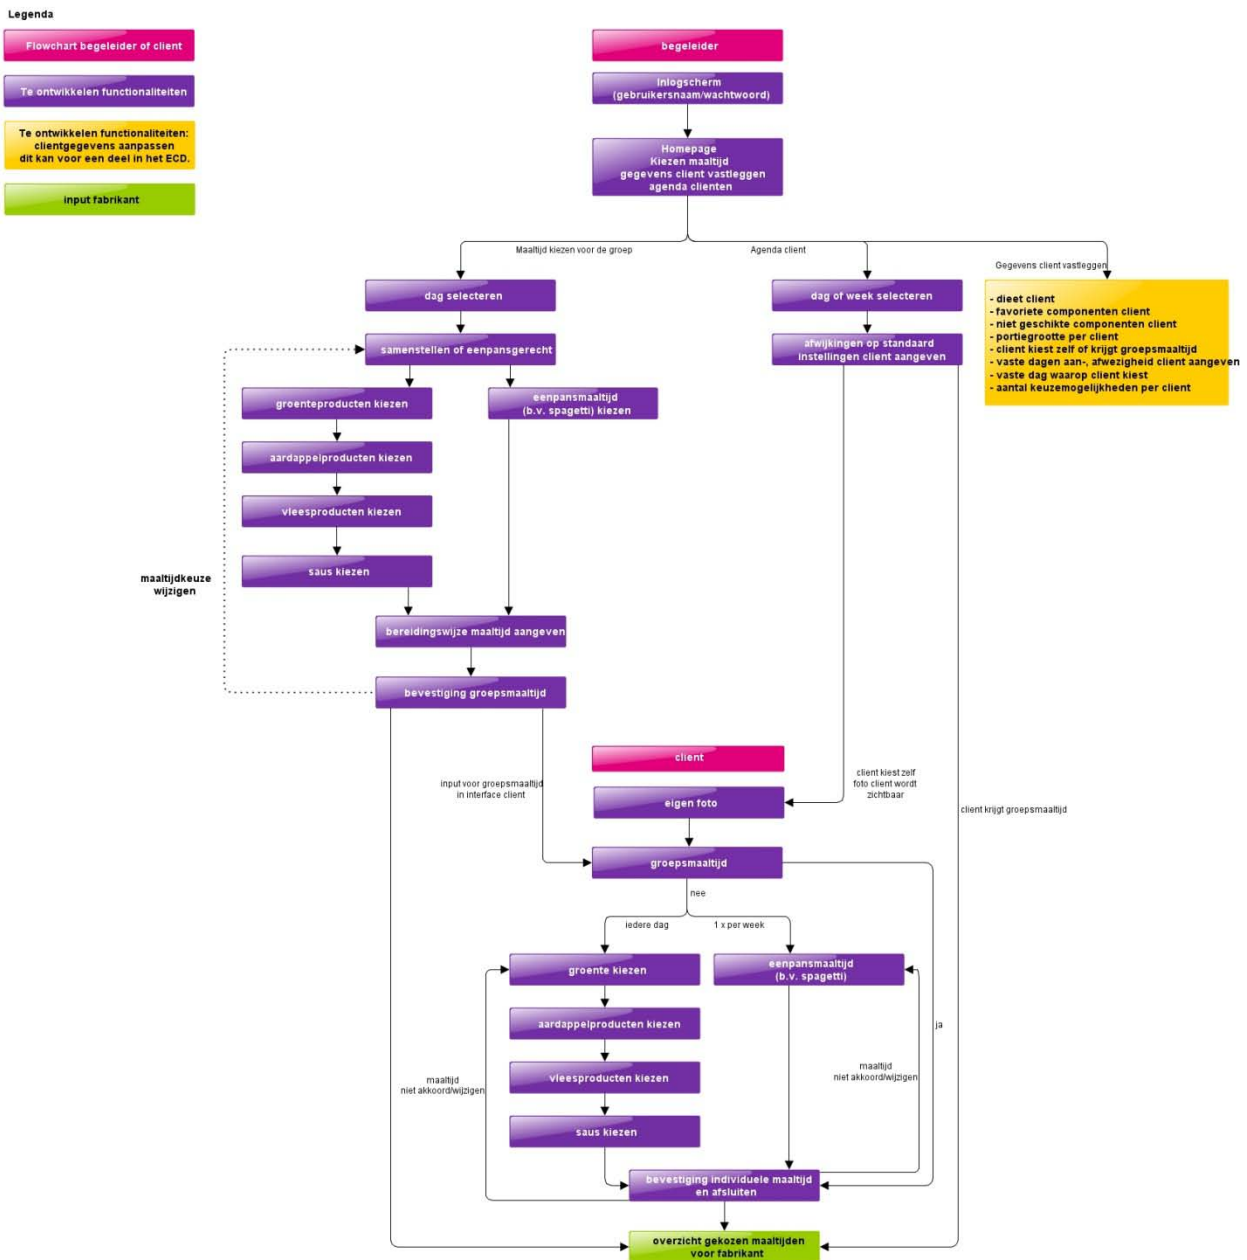 Legenda
Flowchart begeleider of client
Te ontwikkelen functionaliteiten
Te ontwikkelen functionaliteiten:
clientgegevens aanpassen
dit kan voor een deel in het ECD.
input fabrikant
begeleider
Inlogscherm
(gebruikersnaam/wachtwoord)
Homepage
Kiezen maaltijd
gegevens client vastleggen
agenda clienten
Maaltijd kiezen voor de groep
Agenda client
Gegevens client vastleggen
dag selecteren
dag of week selecteren
- dieet client
- favoriete componenten client
- niet geschikte componenten client
- portiegrootte per client
- client kiest zelf of krijgt groepsmaaltijd
- vaste dagen aan-, afwezigheid client aangeven
- vaste dag waarop client kiest
- aantal keuzemogelijkheden per client
samenstellen of eenpansgerecht
afwijkingen op standaard
instellingen client aangeven
groenteproducten kiezen
eenpansmaaltijd
(b.v. spagetti) kiezen
aardappelproducten kiezen
vleesproducten kiezen
saus kiezen
maaltijdkeuze
wijzigen
bereidingswijze maaltijd aangeven
bevestiging groepsmaaltijd
client
input voor groepsmaaltijd
in interface client
client kiest zelf
foto client wordt
zichtbaar
eigen foto
client krijgt groepsmaaltijd
groepsmaaltijd
nee
iedere dag
1 x per week
groente kiezen
eenpansmaaltijd
(b.v. spagetti)
aardappelproducten kiezen
ja
vleesproducten kiezen
maaltijd
niet akkoord/wijzigen
maaltijd
niet akkoord/wijzigen
saus kiezen
bevestiging individuele maaltijd
en afsluiten
overzicht gekozen maaltijden
voor fabrikant